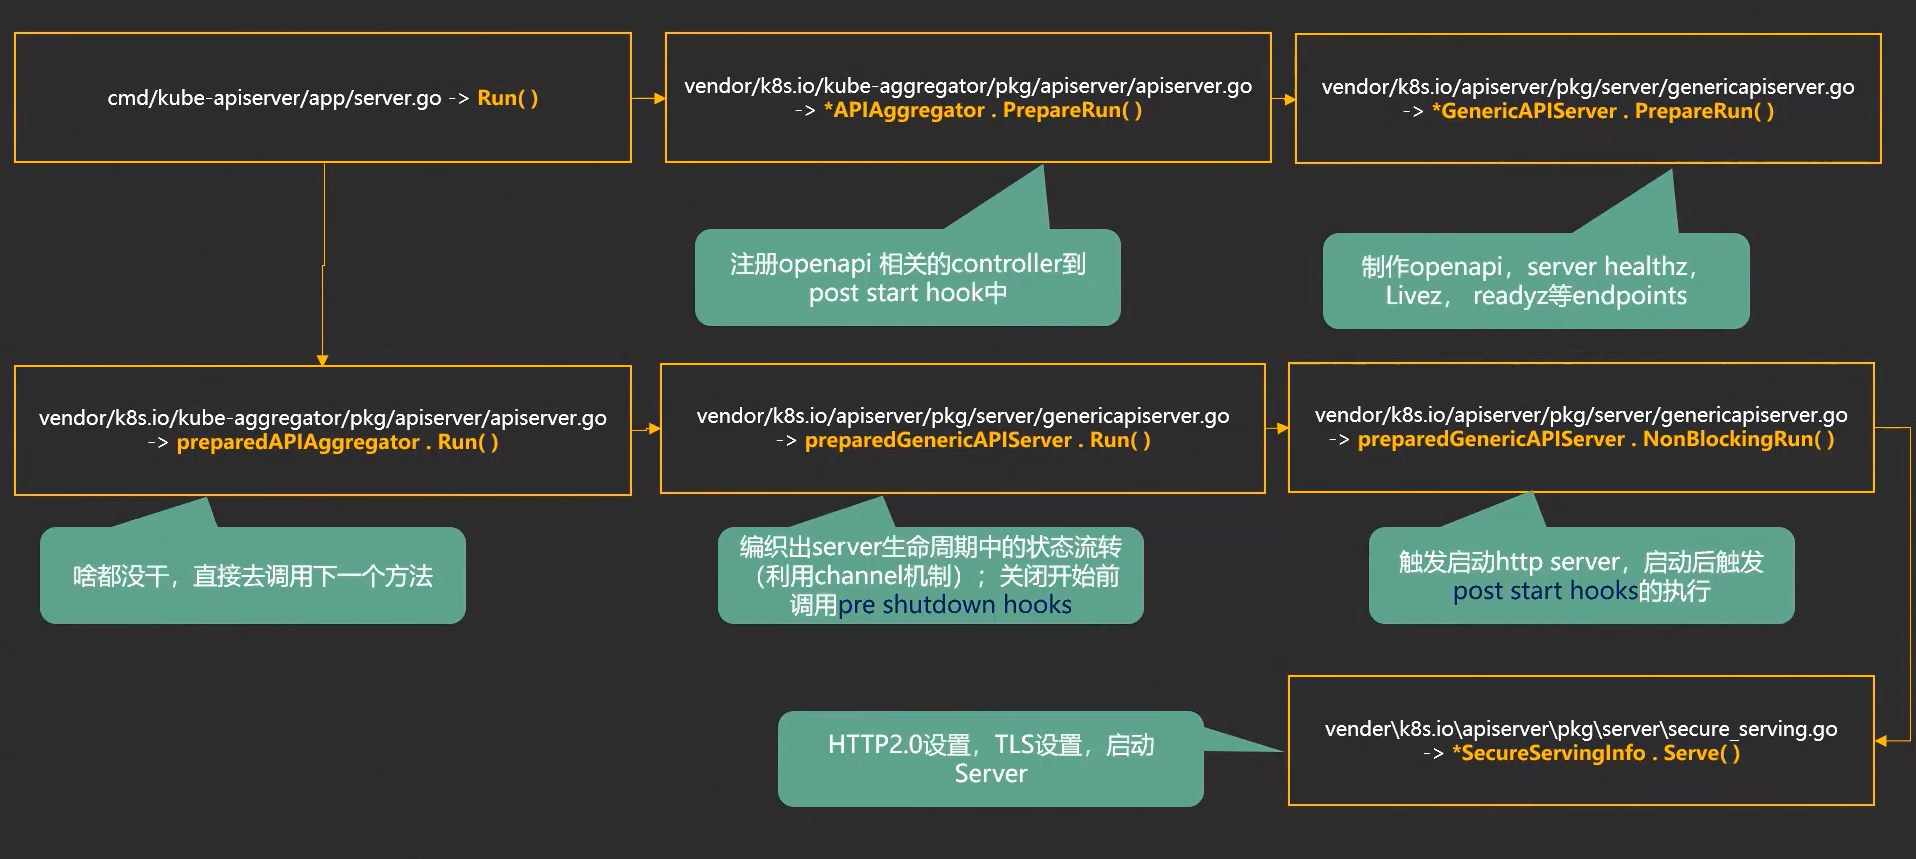 cmd/kube-apiserver/app/server.go -> Run( )
vendor/k8s.io/kube-aggregator/pkg/apiserver/apiserver.go
-> *APIAggregator . PrepareRun( )
vendor/k8s.io/apiserver/pkg/server/genericapiserver.go
-> *GenericAPIServer . PrepareRun( )
注册openapi 相关的controller到
post start hook中
制作openapi，server healthz，
Livez， readyz等endpoints
vendor/k8s.io/kube-aggregator/pkg/apiserver/apiserver.go
-> preparedAPIAggregator . Run( )
vendor/k8s.io/apiserver/pkg/server/genericapiserver.go
-> preparedGenericAPIServer . Run( )
vendor/k8s.io/apiserver/pkg/server/genericapiserver.go
-> preparedGenericAPIServer . NonBlockingRun( )
啥都没干，直接去调用下一个方法
编织出server生命周期中的状态流转
（利用channel机制）；关闭开始前
调用pre shutdown hooks
触发启动http server，启动后触发
post start hooks的执行
HTTP2.0设置，TLS设置，启动
Server
vender\k8s.io\apiserver\pkg\server\secure_serving.go
-> *SecureServingInfo . Serve( )